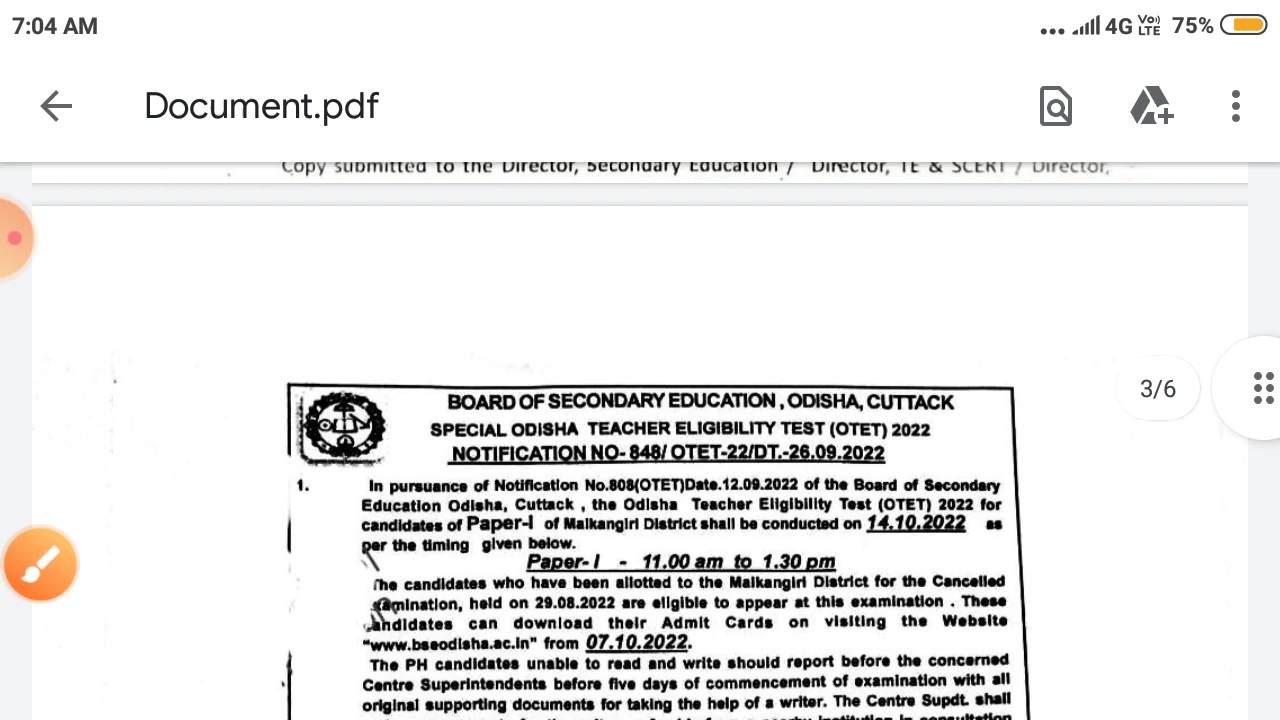 7:04 AM
4G Vo) LTE 75%
Document.pdf
Copy submitted to the Director, Secondary Education / Director, TE & SCERT / Director,
3/6
BOARD OF SECONDARY EDUCATION , ODISHA, CUTTACK
SPECIAL ODISHA TEACHER ELIGIBILITY TEST (OTET) 2022
NOTIFICATION NO- 848/ OTET-22/DT.-26.09.2022
1. In pursuance of Notification No.808(OTET)Date.12.09.2022 of the Board of Secondary
Education Odisha, Cuttack , the Odisha Teacher Eligibility Test (OTET) 2022 for
candidates of Paper-I of Malkangiri District shall be conducted on 14.10.2022 as
per the timing given below.
Paper- I - 11.00 am to 1.30 pm
The candidates who have been allotted to the Malkangiri District for the Cancelled
examination, held on 29.08.2022 are eligible to appear at this examination . These
candidates can download their Admit Cards on visiting the Website
"www.bseodisha.ac.in" from 07.10.2022.
The PH candidates unable to read and write should report before the concerned
Centre Superintendents before five days of commencement of examination with all
original supporting documents for taking the help of a writer. The Centre Supdt. shall
institution in consultation